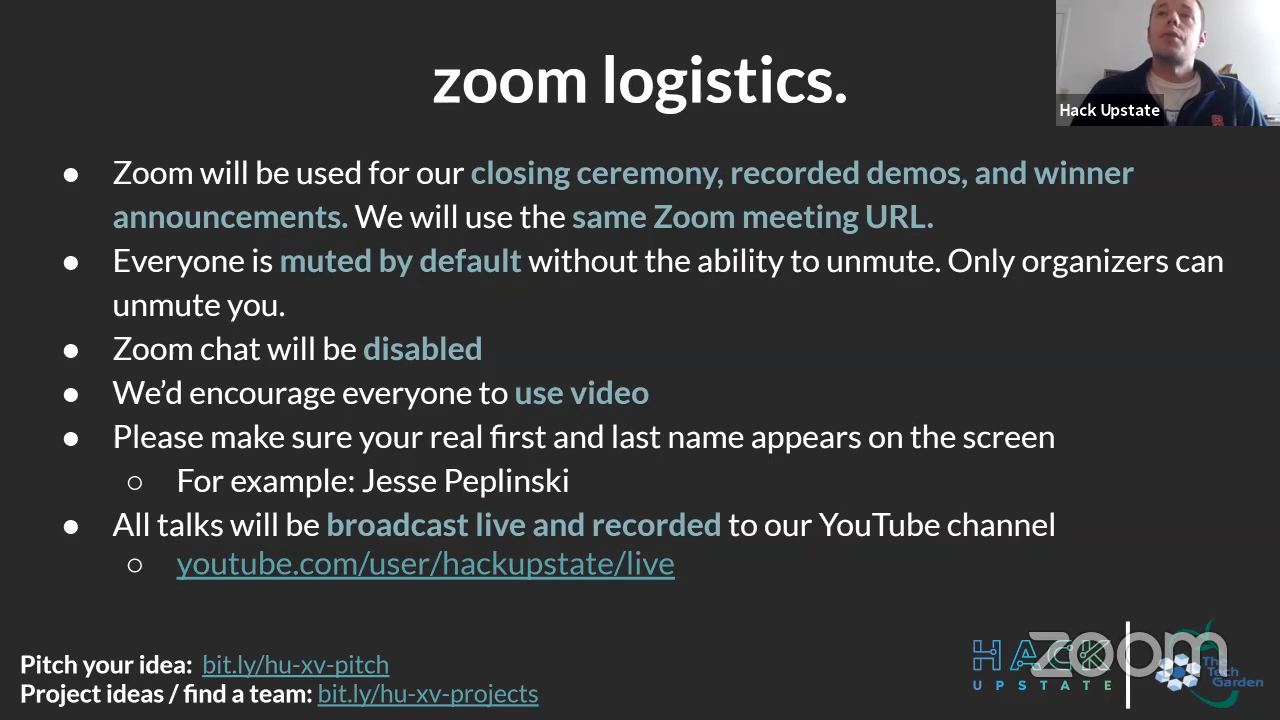 zoom logistics.
Hack Upstate
● Zoom will be used for our closing ceremony, recorded demos, and winner
announcements. We will use the same Zoom meeting URL.
● Everyone is muted by default without the ability to unmute. Only organizers can
unmute you.
● Zoom chat will be disabled
● We’d encourage everyone to use video
● Please make sure your real first and last name appears on the screen
○ For example: Jesse Peplinski
● All talks will be broadcast live and recorded to our YouTube channel
○ youtube.com/user/hackupstate/live
Pitch your idea: bit.ly/hu-xv-pitch
Project ideas / find a team: bit.ly/hu-xv-projects
HACK
UPSTATE
zoom
The
Tech
Garden